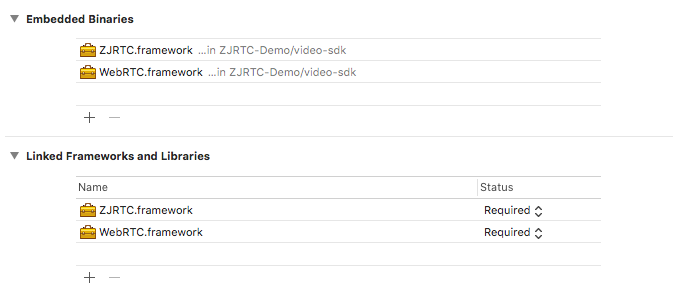 Embedded Binaries
ZJRTC.framework ...in ZJRTC-Demo/video-sdk
WebRTC.framework ...in ZJRTC-Demo/video-sdk
Linked Frameworks and Libraries
Name Status
ZJRTC.framework Required
WebRTC.framework Required